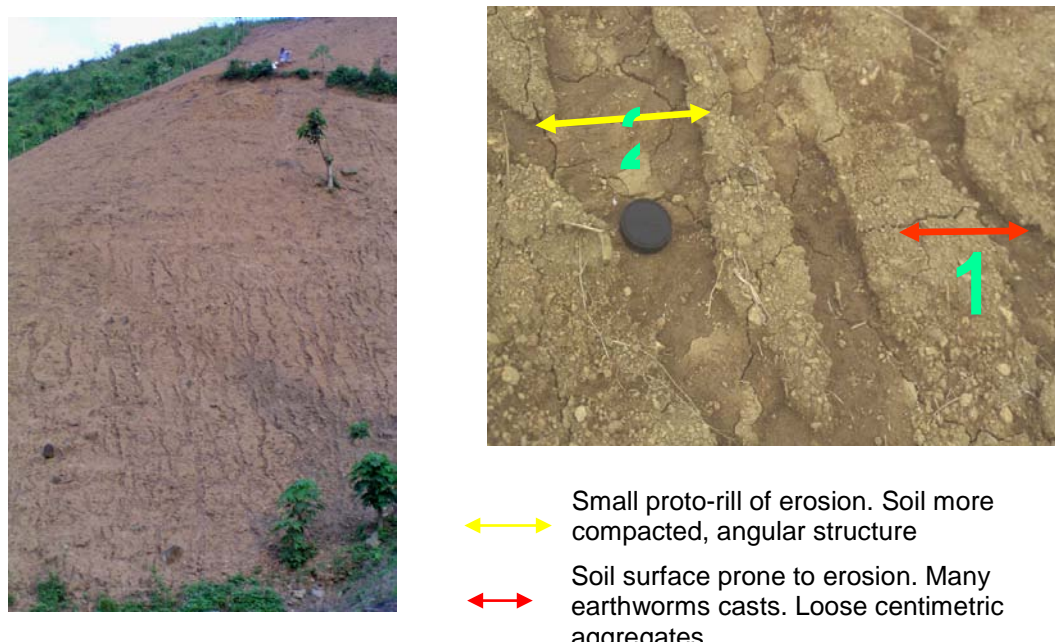 1
Small proto-rill of erosion. Soil more
compacted, angular structure
Soil surface prone to erosion. Many
earthworms casts. Loose centimetric
aggregates